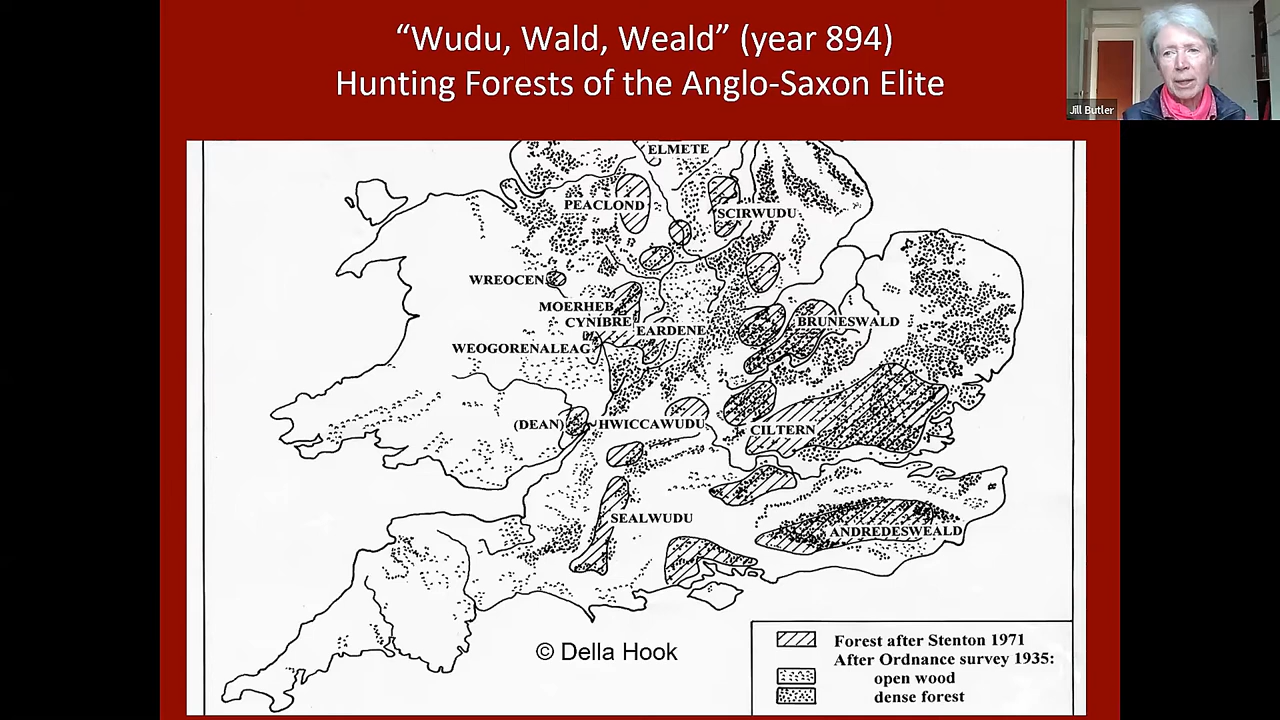 “Wudu, Wald, Weald” (year 894)
Hunting Forests of the Anglo-Saxon Elite
Jill Butler
ELMETE
PEACLOND
SCIRWUDU
WREOCEN
MOERHEB
CYNIBRE
EARDENE
BRUNESWALD
WEOGORENALEAG
(DEAN)
HWICCAWUDU
CILTERN
SEALWUDU
ANDREDESWEALD
© Della Hook
Forest after Stenton 1971
After Ordnance survey 1935:
open wood
dense forest